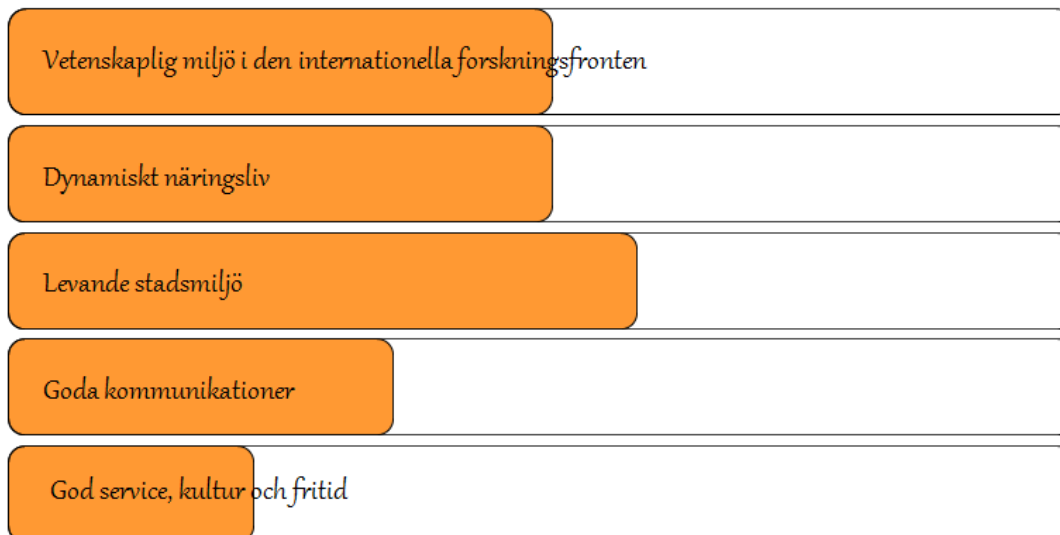 Vetenskaplig miljö i den internationella forskningsfronten
Dynamiskt näringsliv
Levande stadsmiljö
Goda kommunikationer
God service, kultur och fritid